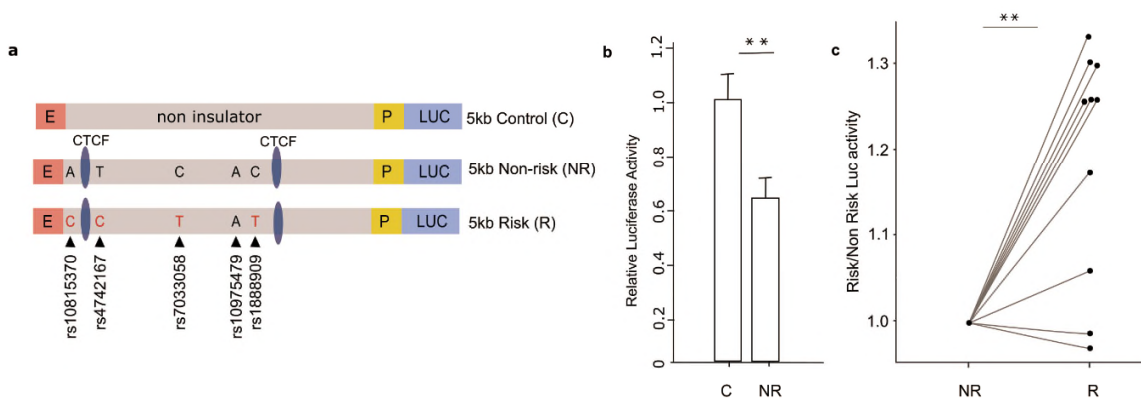 a
E non insulator P LUC 5kb Control (C)
CTCF CTCF
E A T C A C P LUC 5kb Non-risk (NR)
E C C T A T P LUC 5kb Risk (R)
rs10815370
rs4742167
rs7033058
rs10975479
rs1888909
b
Relative Luciferase Activity
1.2
1.0
0.8
0.6
0.4
0.2
0
**
C NR
c
Risk/Non Risk Luc activity
1.3
1.2
1.1
1.0
**
NR R